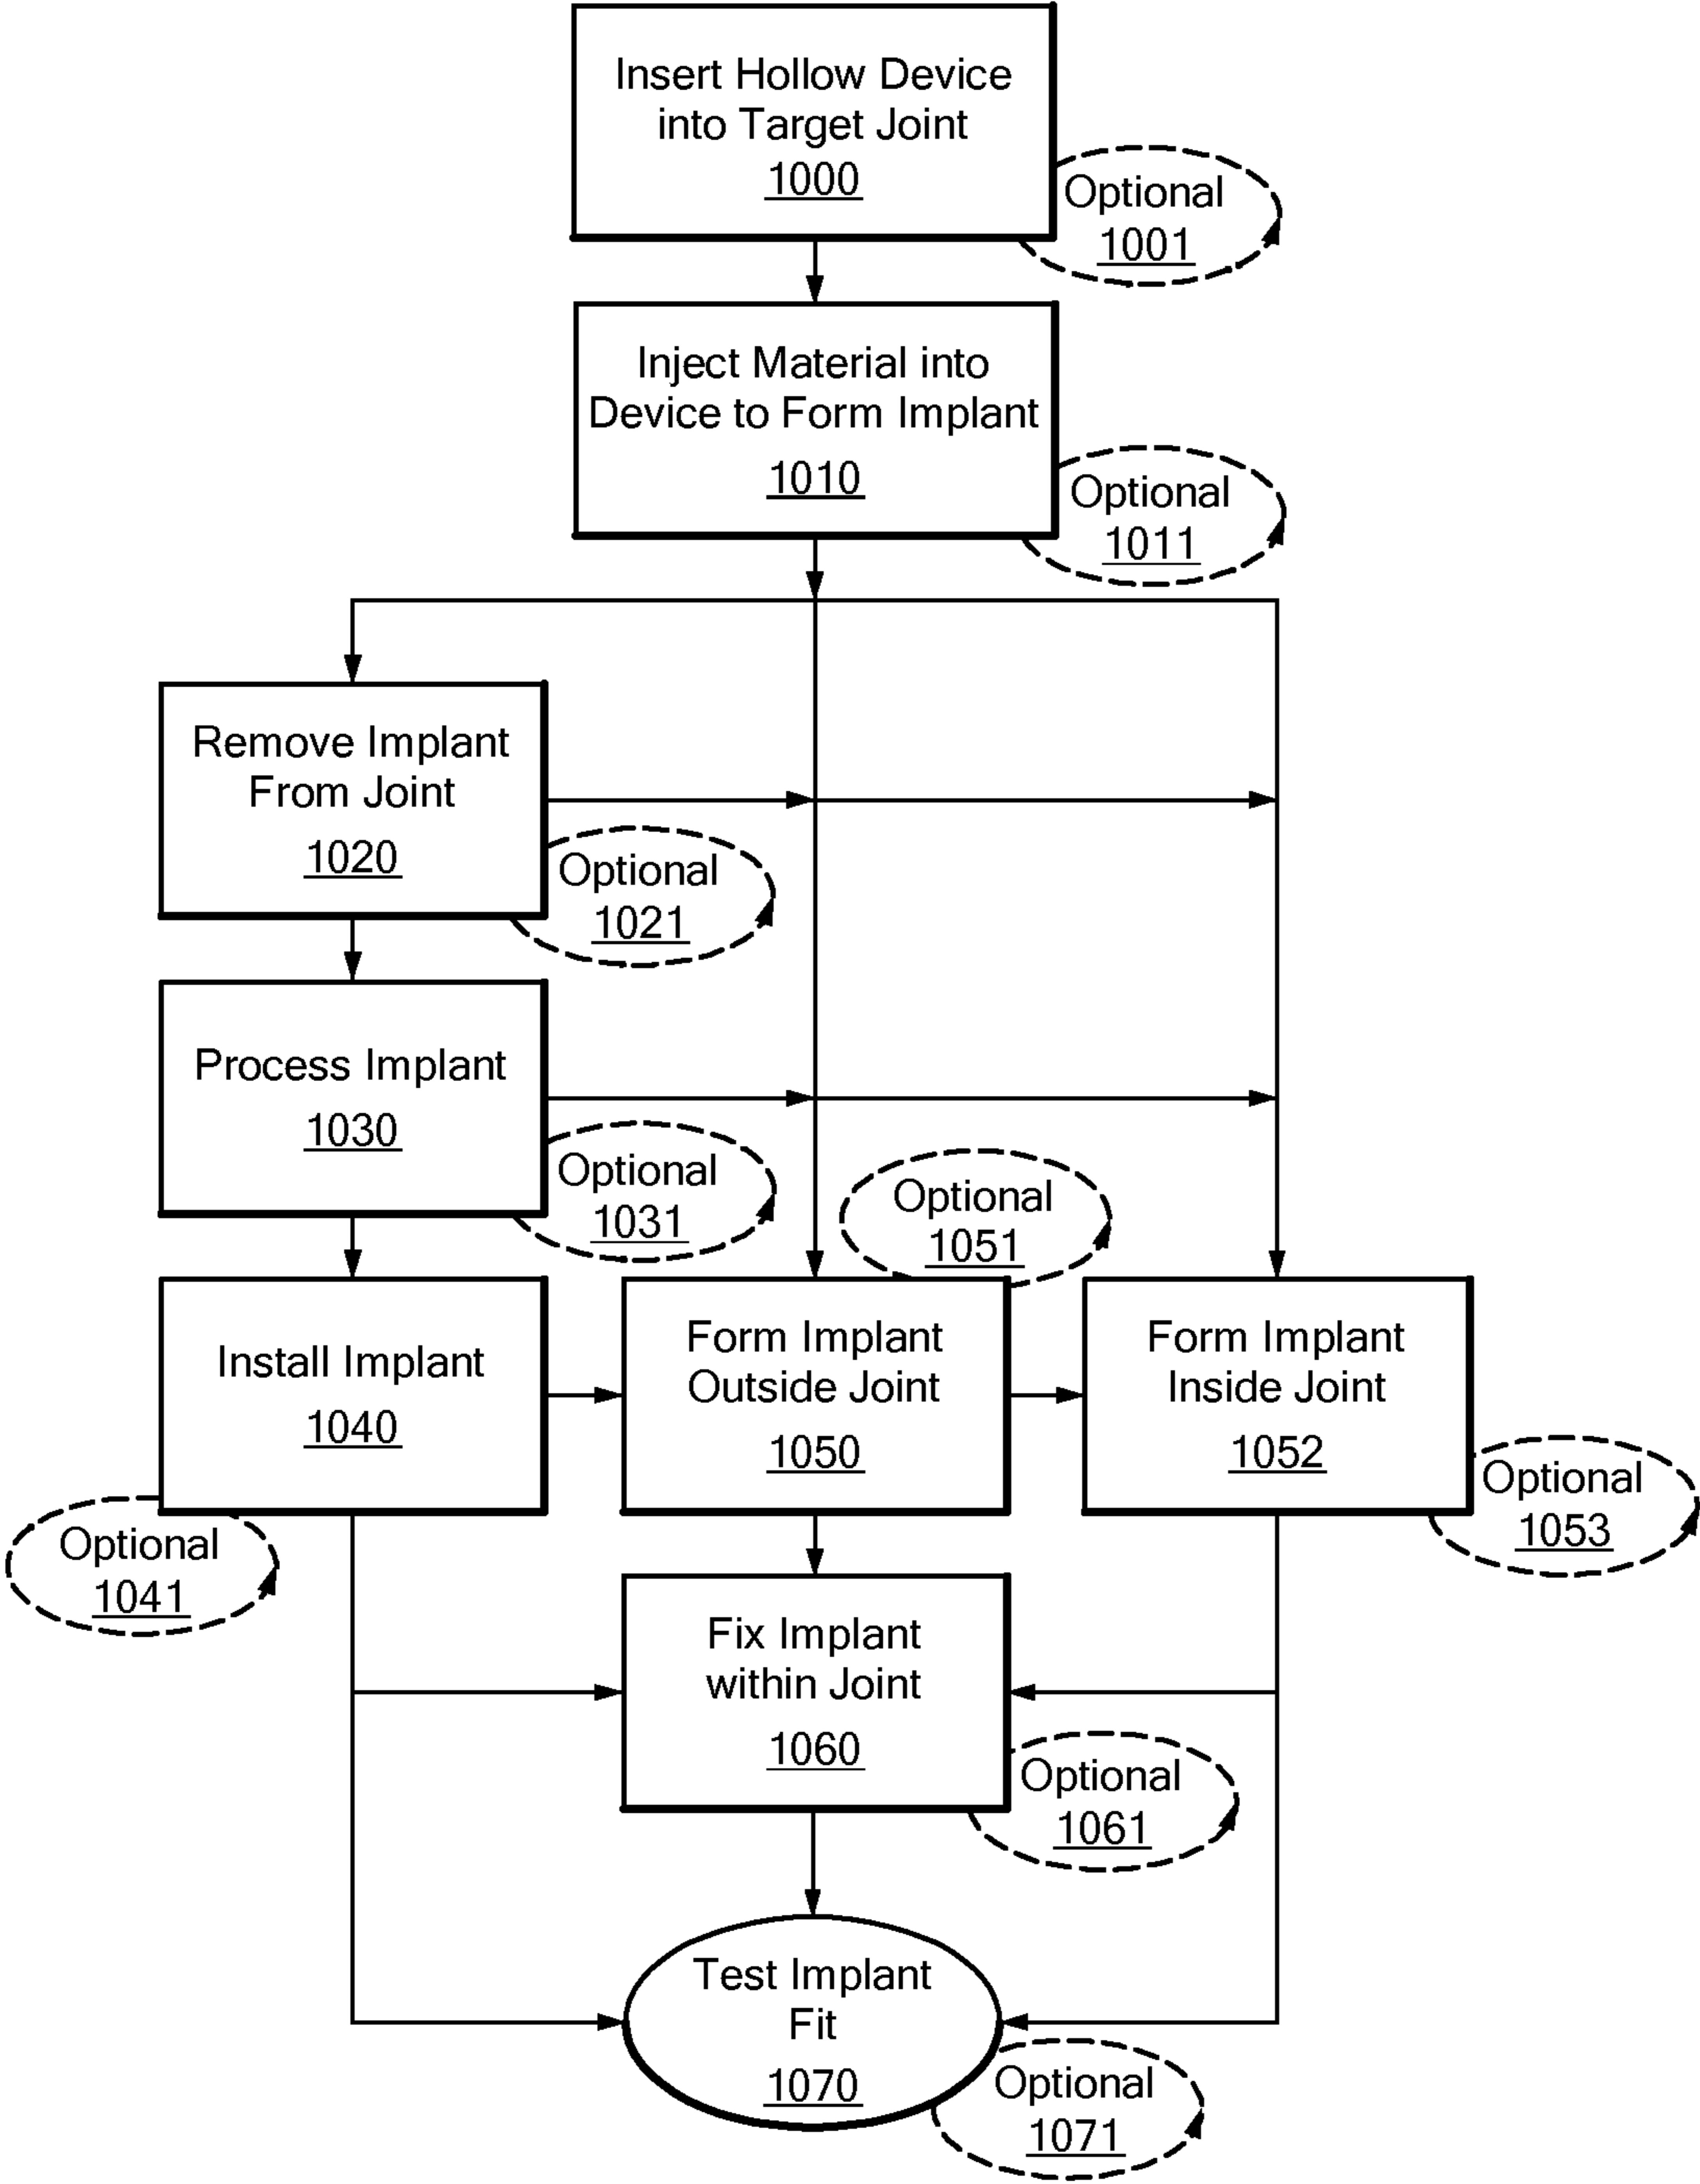 Insert Hollow Device
into Target Joint
1000
Optional
1001
Inject Material into
Device to Form Implant
1010
Optional
1011
Remove Implant
From Joint
1020
Optional
1021
Process Implant
1030
Optional
1031
Optional
1051
Install Implant
1040
Optional
1041
Form Implant
Outside Joint
1050
Form Implant
Inside Joint
1052
Optional
1053
Fix Implant
within Joint
1060
Optional
1061
Test Implant
Fit
1070
Optional
1071